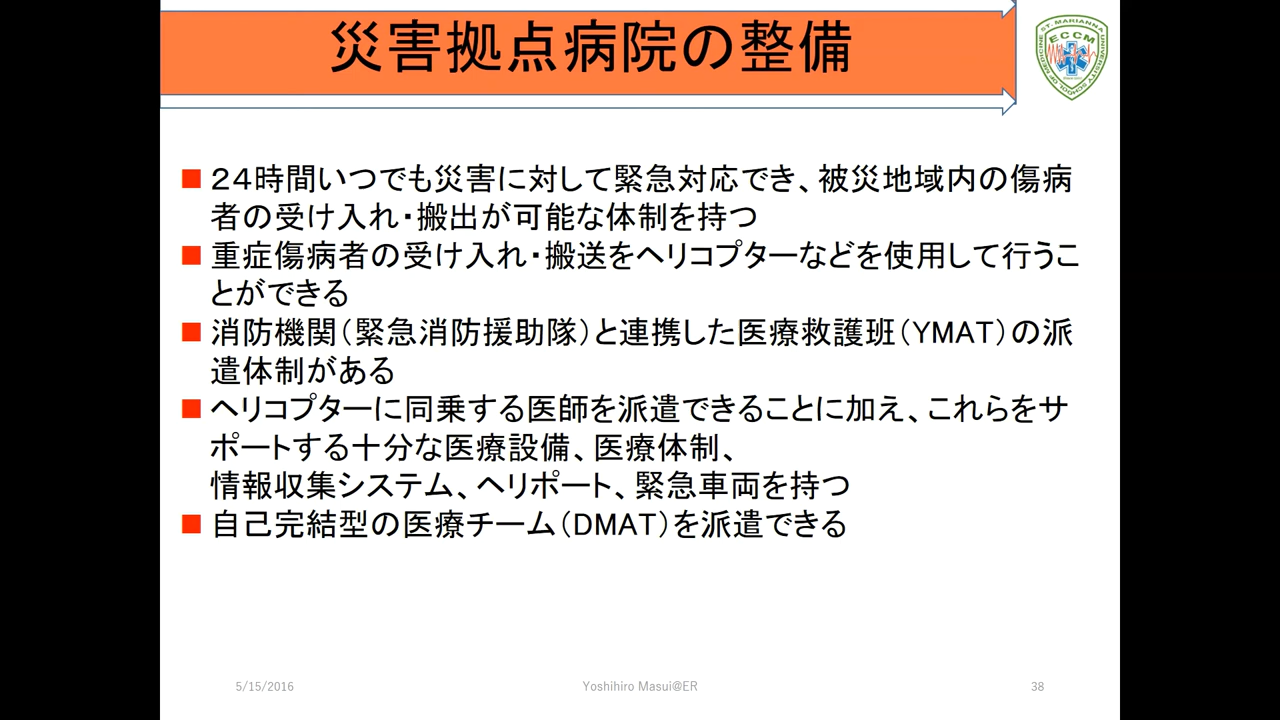 災害拠点病院の整備
ECCM
ST. MARIANNA UNIVERSITY SCHOOL OF MEDICINE
■ 24時間いつでも災害に対して緊急対応でき、被災地域内の傷病
者の受け入れ・搬出が可能な体制を持つ
■ 重症傷病者の受け入れ・搬送をヘリコプターなどを使用して行うこ
とができる
■ 消防機関(緊急消防援助隊)と連携した医療救護班(YMAT)の派
遣体制がある
■ ヘリコプターに同乗する医師を派遣できることに加え、これらをサ
ポートする十分な医療設備、医療体制、
情報収集システム、ヘリポート、緊急車両を持つ
■ 自己完結型の医療チーム(DMAT)を派遣できる
5/15/2016
Yoshihiro Masui@ER
38